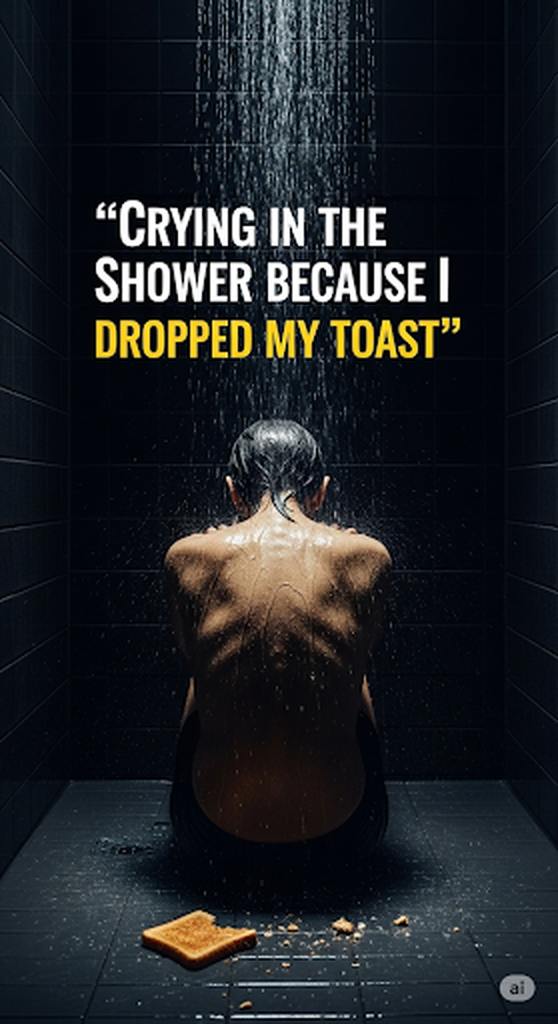 “Crying in the
Shower because I
dropped my toast”
ai